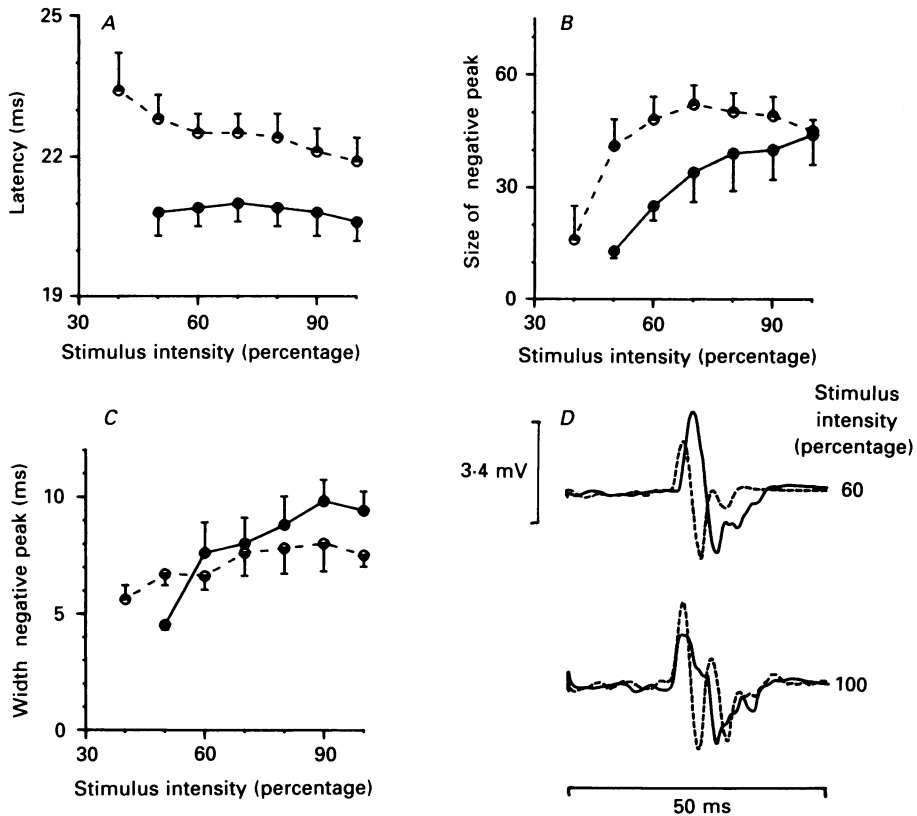 A
25
22
19
Latency (ms)
30 60 90
Stimulus intensity (percentage)
B
60
30
0
Size of negative peak
30 60 90
Stimulus intensity (percentage)
C
10
5
0
Width negative peak (ms)
30 60 90
Stimulus intensity (percentage)
D
Stimulus
intensity
(percentage)
3·4 mV
60
100
50 ms